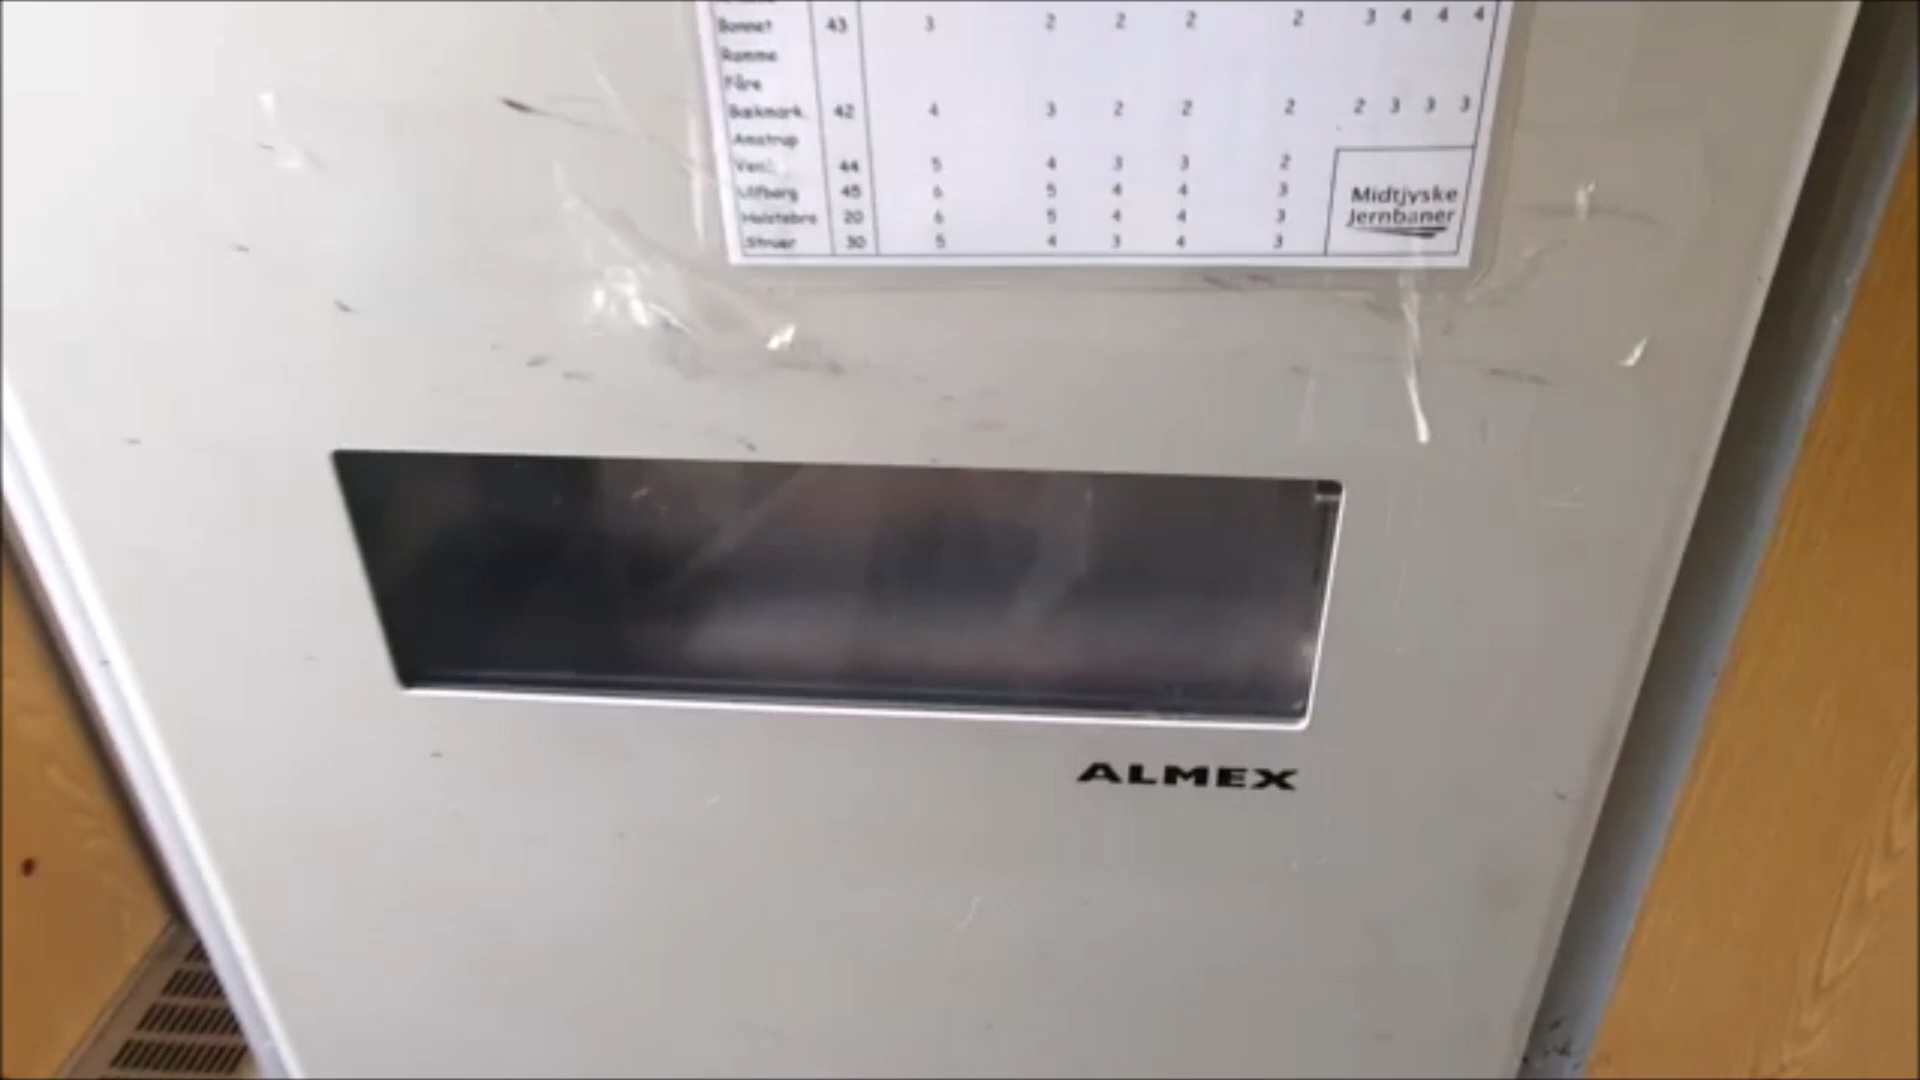 Bonnet 43 3 2 2 2 2 3 4 4 4
Ramme
Fåre
Bækmark. 42 4 3 2 2 2 2 3 3 3
Amstrup
44 5 4 3 3 2
Ulfborg 45 6 5 4 4 3
Holstebro 20 6 5 4 4 3
Struer 30 5 4 3 4 3
Midtjyske
Jernbaner
ALMEX